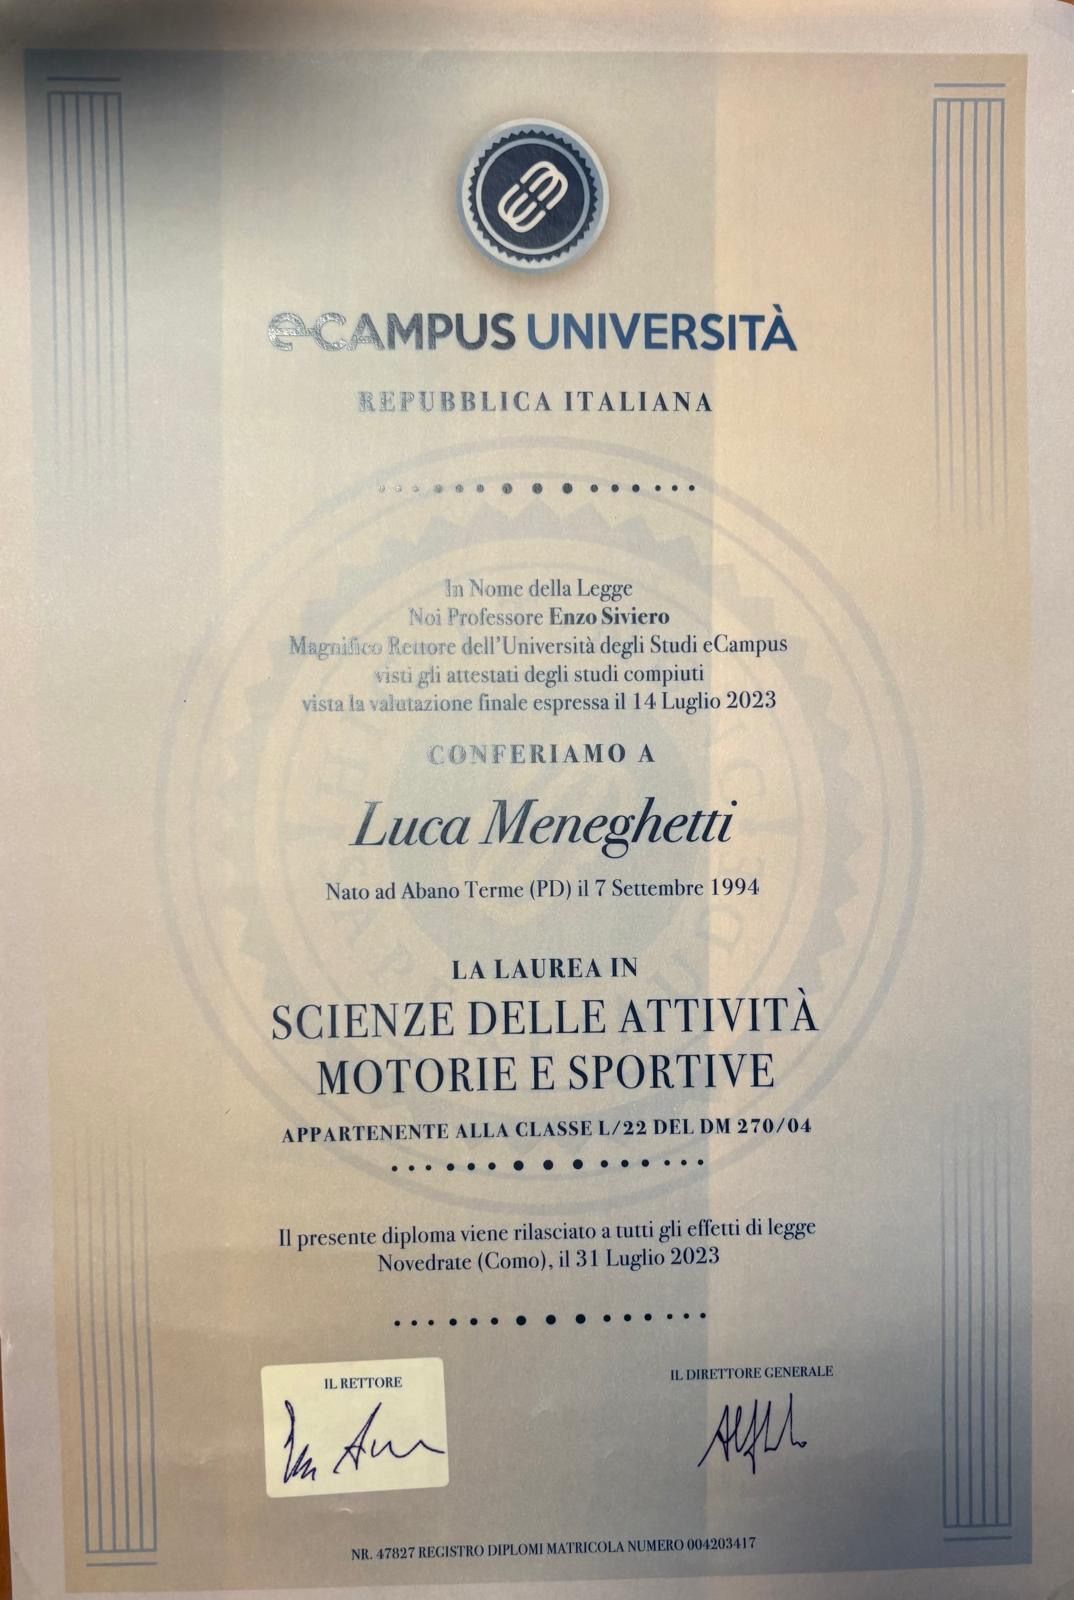 e-CAMPUS UNIVERSITÀ
REPUBBLICA ITALIANA
In Nome della Legge
Noi Professore Enzo Siviero
Magnifico Rettore dell'Università degli Studi eCampus
visti gli attestati degli studi compiuti
vista la valutazione finale espressa il 14 Luglio 2023
CONFERIAMO A
Luca Meneghetti
Nato ad Abano Terme (PD) il 7 Settembre 1994
LA LAUREA IN
SCIENZE DELLE ATTIVITÀ
MOTORIE E SPORTIVE
APPARTENENTE ALLA CLASSE L/22 DEL DM 270/04
Il presente diploma viene rilasciato a tutti gli effetti di legge
Novedrate (Como), il 31 Luglio 2023
IL RETTORE
IL DIRETTORE GENERALE
NR. 47827 REGISTRO DIPLOMI MATRICOLA NUMERO 004203417